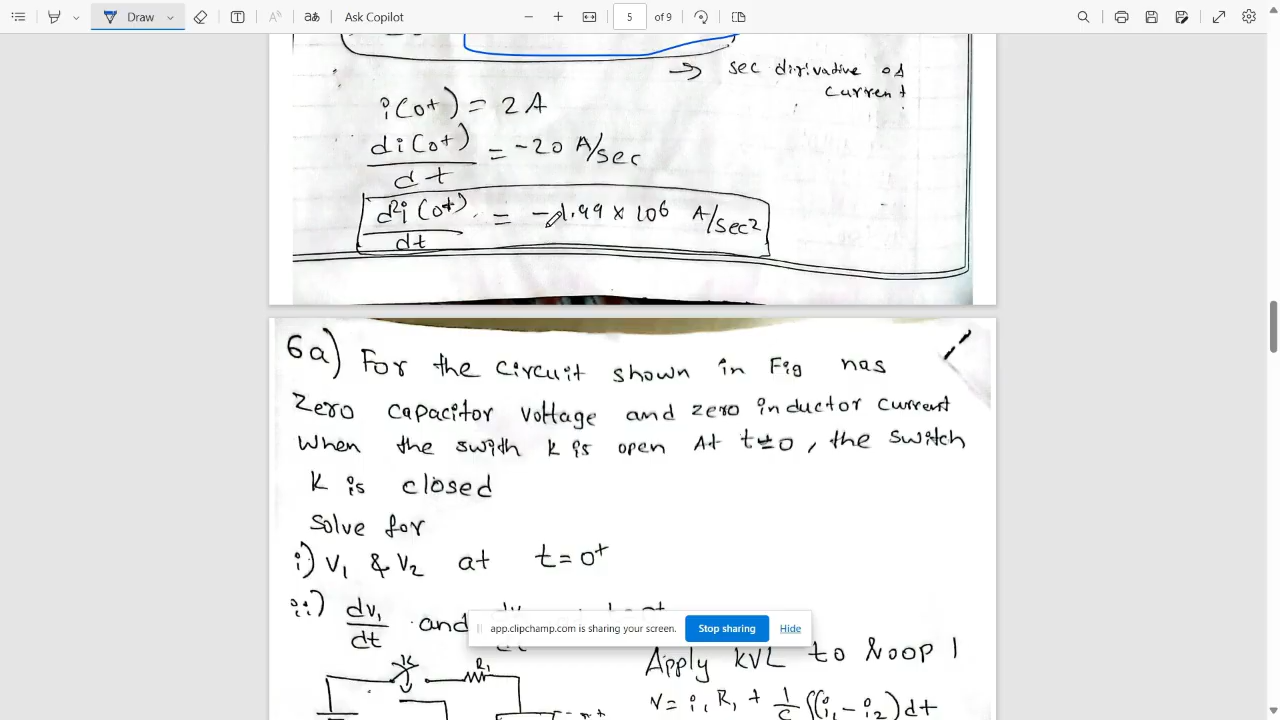 Draw
Ask Copilot
5 of 9
→ sec dirivative of
current
i(0+) = 2A
di(0+)/dt = -20 A/sec
d²i(0+)/dt = -1.99 × 10⁶ A/sec²
6a) For the circuit shown in Fig has
zero capacitor voltage and zero inductor current
when the swith k is open At t=0, the switch
k is closed
Solve for
i) V₁ & V₂ at t=0⁺
ii) dv₁/dt and
app.clipchamp.com is sharing your screen. Stop sharing Hide
K R₁
Apply KVL to loop 1
V = i₁R₁ + 1/C ∫(i₁-i₂)dt